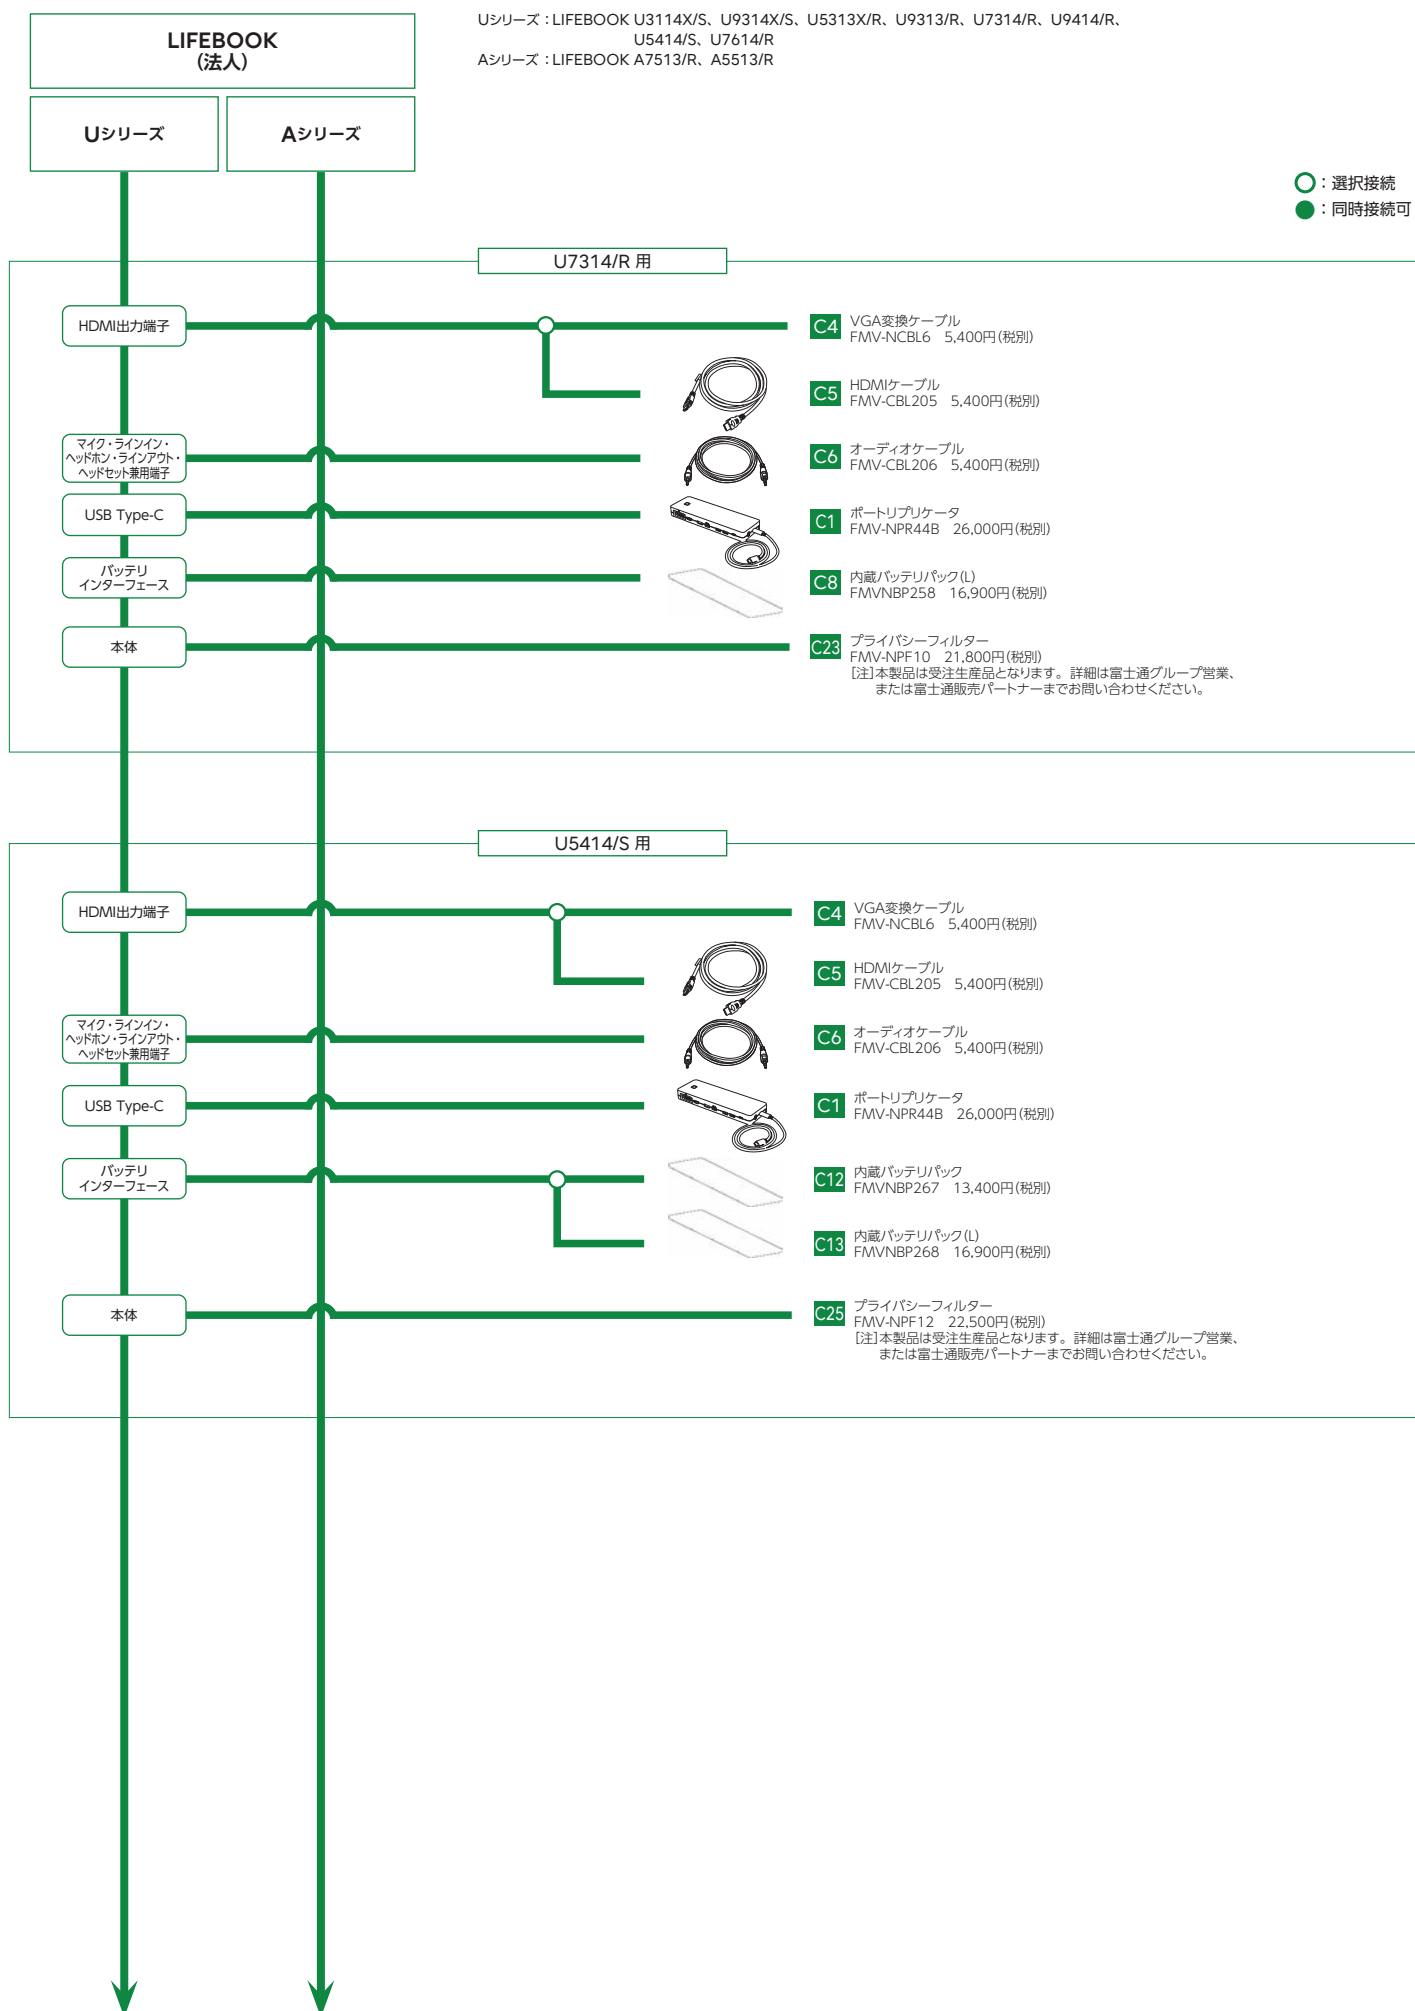 LIFEBOOK
(法人)
Uシリーズ：LIFEBOOK U3114X/S、U9314X/S、U5313X/R、U9313/R、U7314/R、U9414/R、
U5414/S、U7614/R
Aシリーズ：LIFEBOOK A7513/R、A5513/R
Uシリーズ
Aシリーズ
：選択接続
：同時接続可
U7314/R 用
HDMI出力端子
C4 VGA変換ケーブル
FMV-NCBL6 5,400円(税別)
C5 HDMIケーブル
FMV-CBL205 5,400円(税別)
マイク・ラインイン・
ヘッドホン・ラインアウト・
ヘッドセット兼用端子
C6 オーディオケーブル
FMV-CBL206 5,400円(税別)
USB Type-C
C1 ポートリプリケータ
FMV-NPR44B 26,000円(税別)
バッテリ
インターフェース
C8 内蔵バッテリパック(L)
FMVNBP258 16,900円(税別)
本体
C23 プライバシーフィルター
FMV-NPF10 21,800円(税別)
[注]本製品は受注生産品となります。詳細は富士通グループ営業、
または富士通販売パートナーまでお問い合わせください。
U5414/S 用
HDMI出力端子
C4 VGA変換ケーブル
FMV-NCBL6 5,400円(税別)
C5 HDMIケーブル
FMV-CBL205 5,400円(税別)
マイク・ラインイン・
ヘッドホン・ラインアウト・
ヘッドセット兼用端子
C6 オーディオケーブル
FMV-CBL206 5,400円(税別)
USB Type-C
C1 ポートリプリケータ
FMV-NPR44B 26,000円(税別)
バッテリ
インターフェース
C12 内蔵バッテリパック
FMVNBP267 13,400円(税別)
C13 内蔵バッテリパック(L)
FMVNBP268 16,900円(税別)
本体
C25 プライバシーフィルター
FMV-NPF12 22,500円(税別)
[注]本製品は受注生産品となります。詳細は富士通グループ営業、
または富士通販売パートナーまでお問い合わせください。